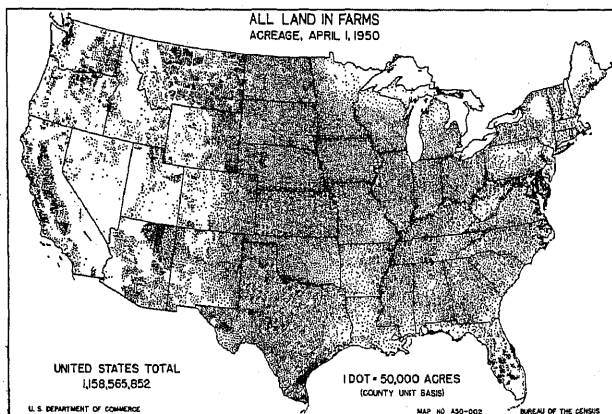 ALL LAND IN FARMS
ACREAGE, APRIL 1, 1950
UNITED STATES TOTAL
1,158,565,852
1 DOT = 50,000 ACRES
(COUNTY UNIT BASIS)
U. S. DEPARTMENT OF COMMERCE
MAP NO A50-002
BUREAU OF THE CENSUS